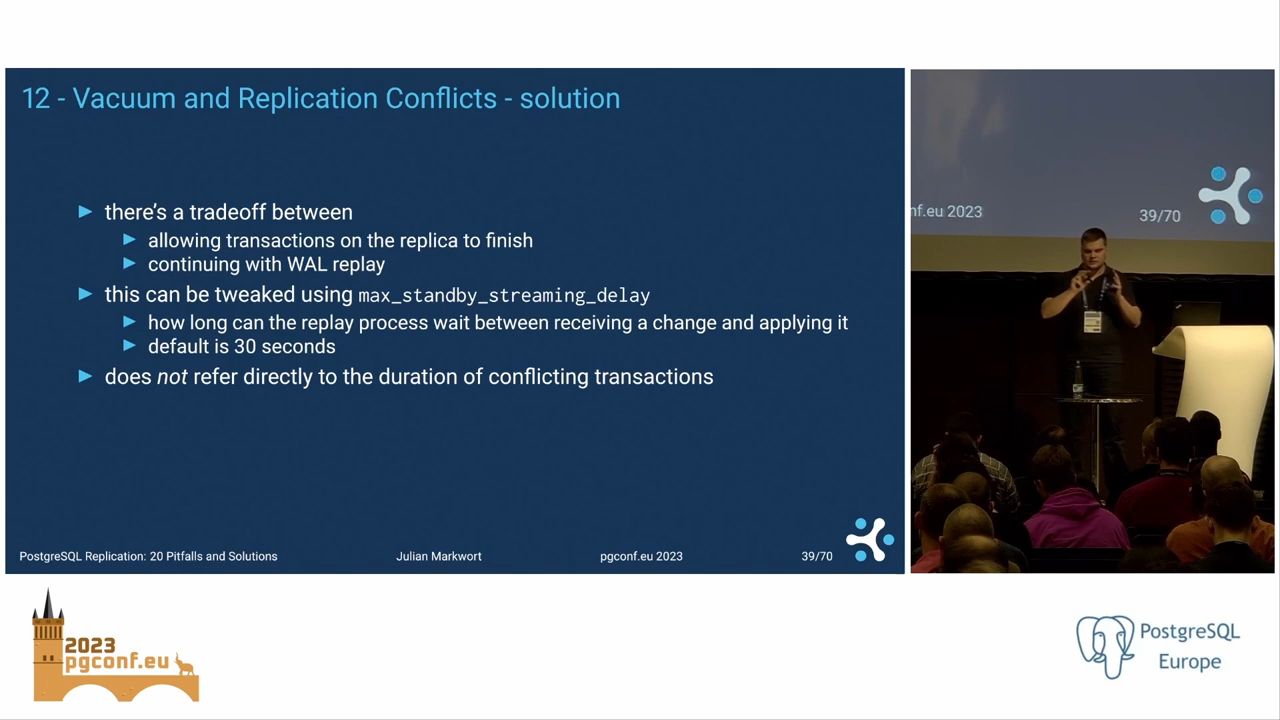 12 - Vacuum and Replication Conflicts - solution
there's a tradeoff between
allowing transactions on the replica to finish
continuing with WAL replay
this can be tweaked using max_standby_streaming_delay
how long can the replay process wait between receiving a change and applying it
default is 30 seconds
does not refer directly to the duration of conflicting transactions
PostgreSQL Replication: 20 Pitfalls and Solutions
Julian Markwort
pgconf.eu 2023
39/70
nf.eu 2023
39/70
2023
pgconf.eu
PostgreSQL
Europe